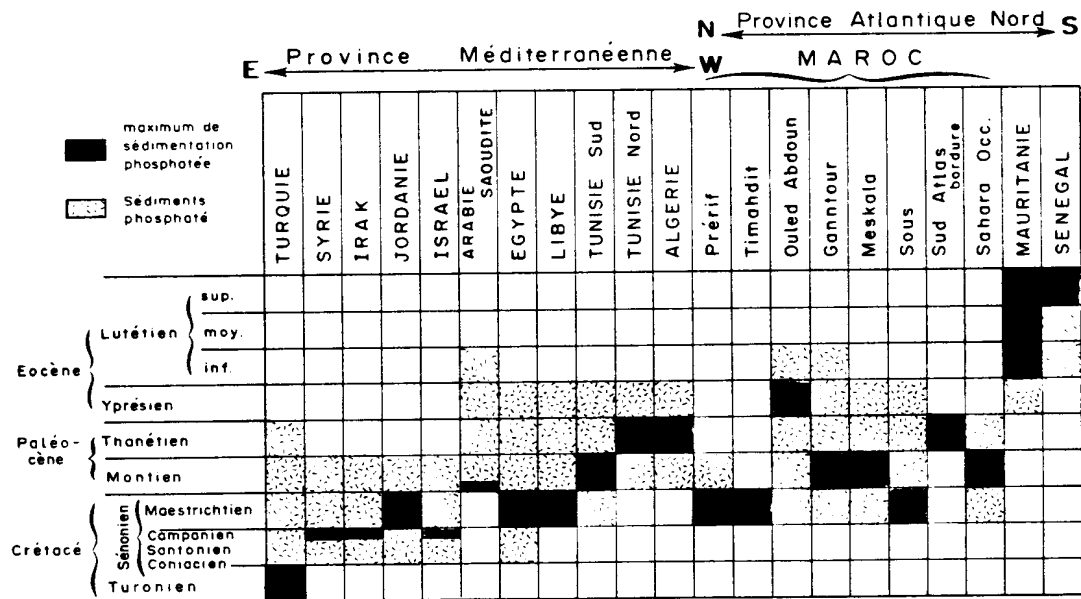 N Province Atlantique Nord S
E Province Méditerranéenne W MAROC
maximum de
sédimentation
phosphatée
Sédiments
phosphaté
TURQUIE
SYRIE
IRAK
JORDANIE
ISRAEL
ARABIE
SAOUDITE
EGYPTE
LIBYE
TUNISIE Sud
TUNISIE Nord
ALGERIE
Prérif
Timahdit
Ouled Abdoun
Ganntour
Meskala
Sous
Sud Atlas
bordure
Sahara Occ.
MAURITANIE
SENEGAL
Eocène
Lutétien
sup.
moy.
inf.
Yprésien
Paléo-
cène
Thanétien
Montien
Crétacé
Sénonien
Maestrichtien
Campanien
Santonien
Coniacien
Turonien